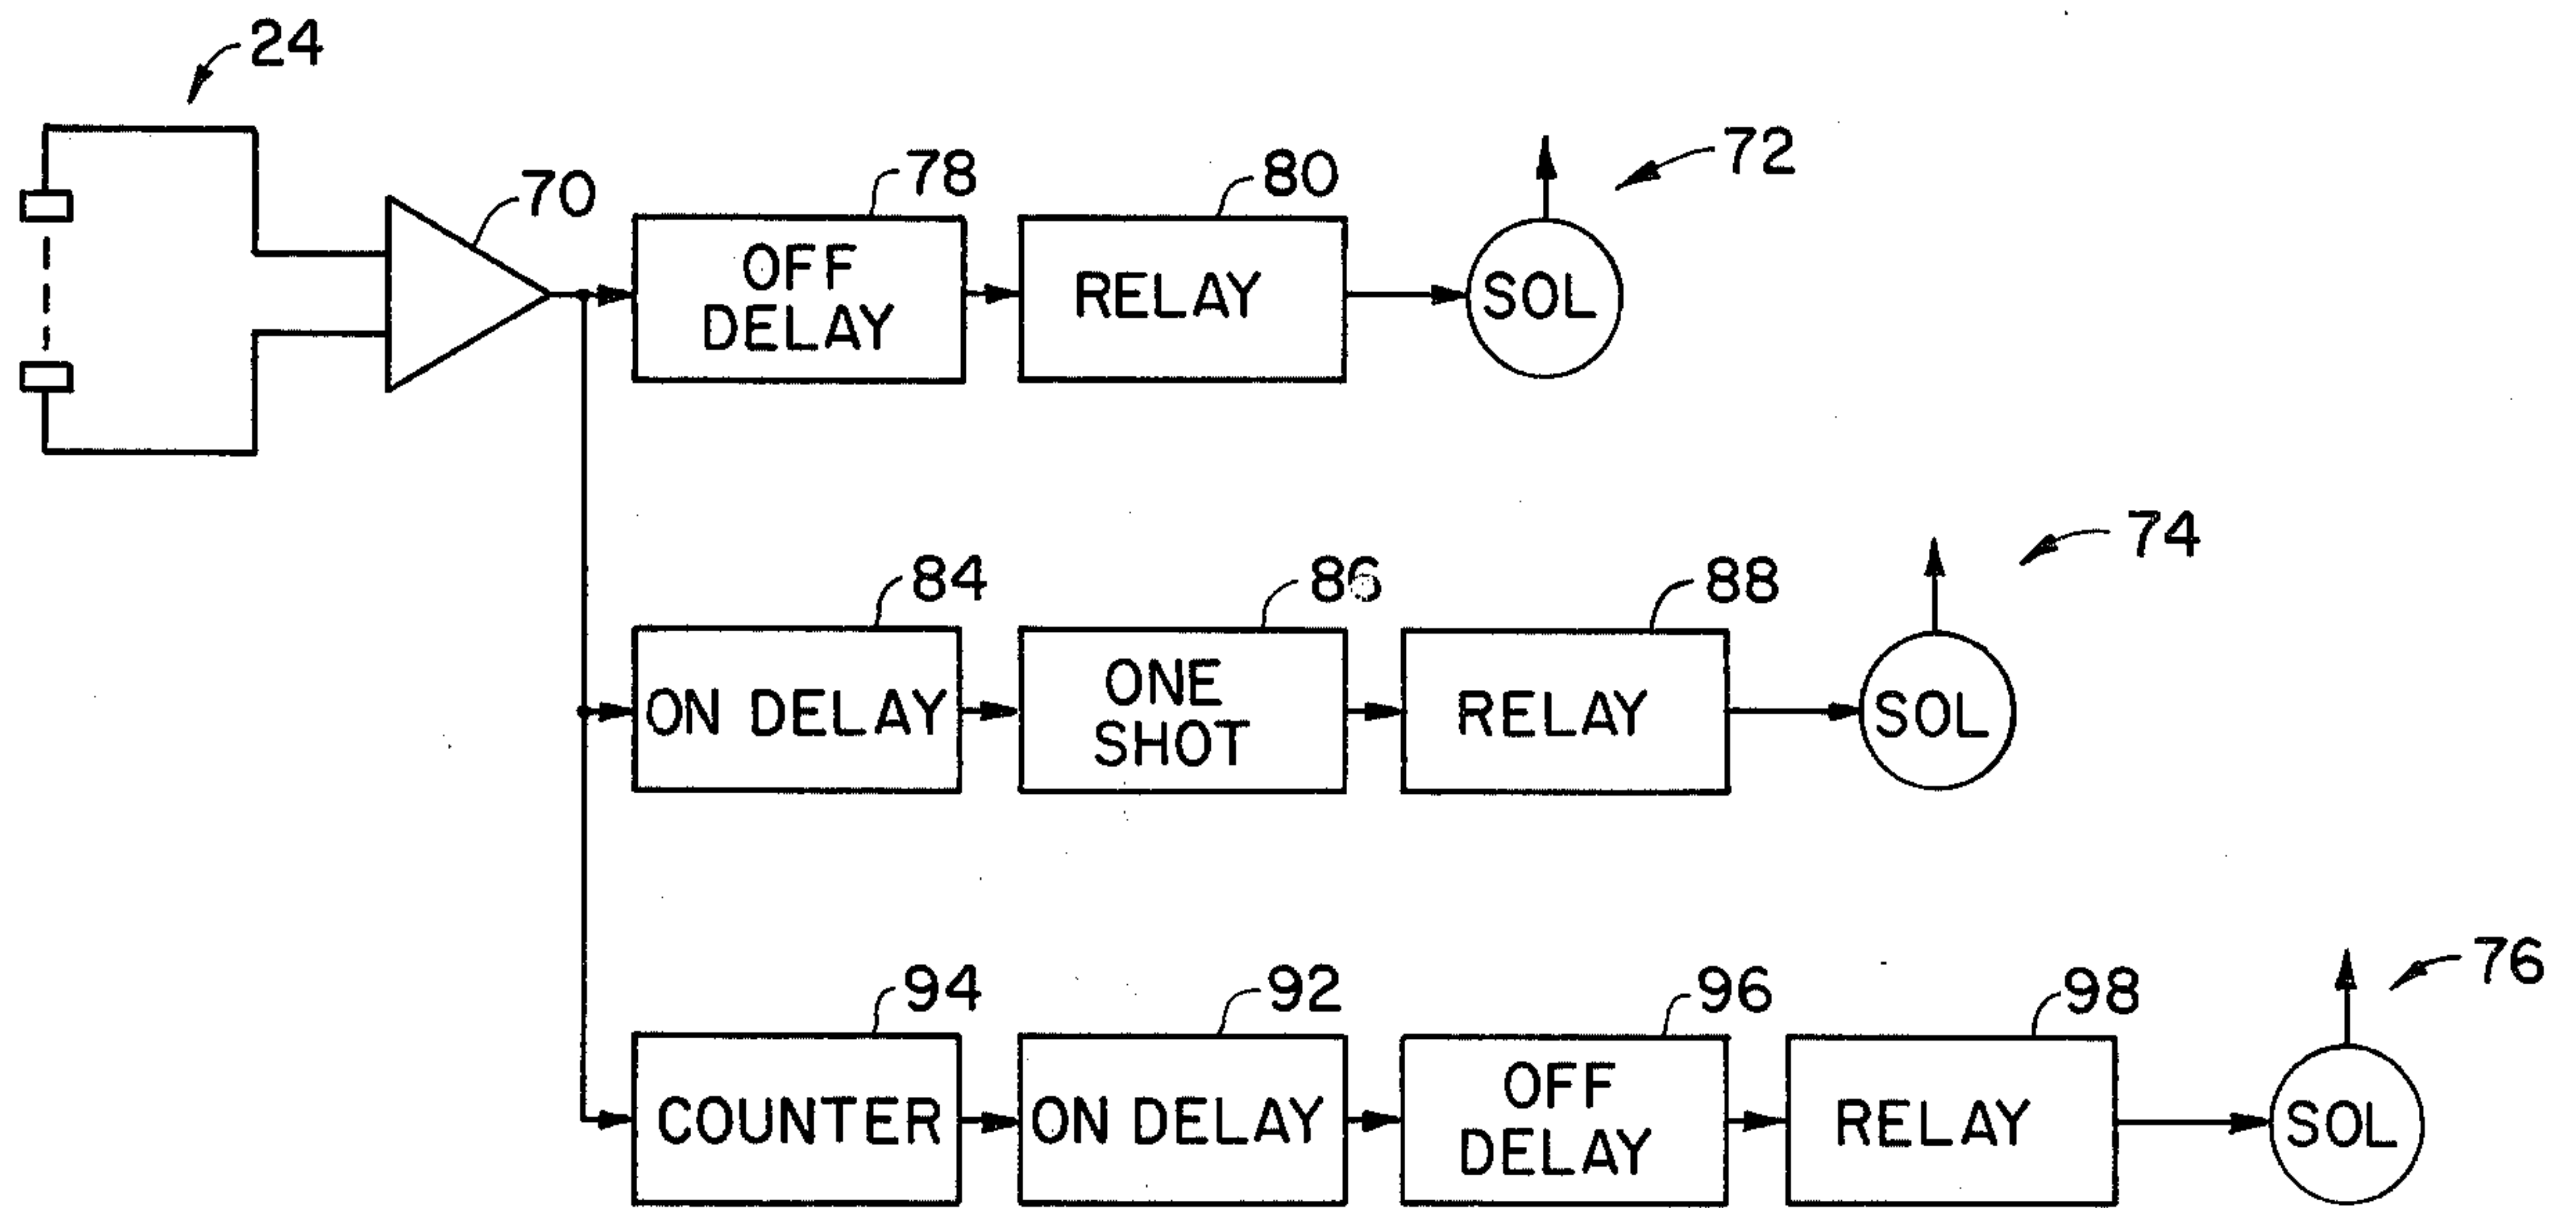 24
70
78
80
72
OFF
DELAY
RELAY
SOL
74
84
86
88
ON DELAY
ONE
SHOT
RELAY
SOL
76
94
92
96
98
COUNTER
ON DELAY
OFF
DELAY
RELAY
SOL